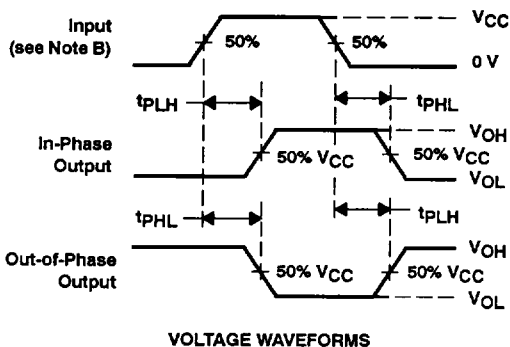 Input
(see Note B)
50%
50%
VCC
0 V
tPLH
tPHL
In-Phase
Output
50% VCC
50% VCC
VOH
VOL
tPHL
tPLH
Out-of-Phase
Output
50% VCC
50% VCC
VOH
VOL
VOLTAGE WAVEFORMS